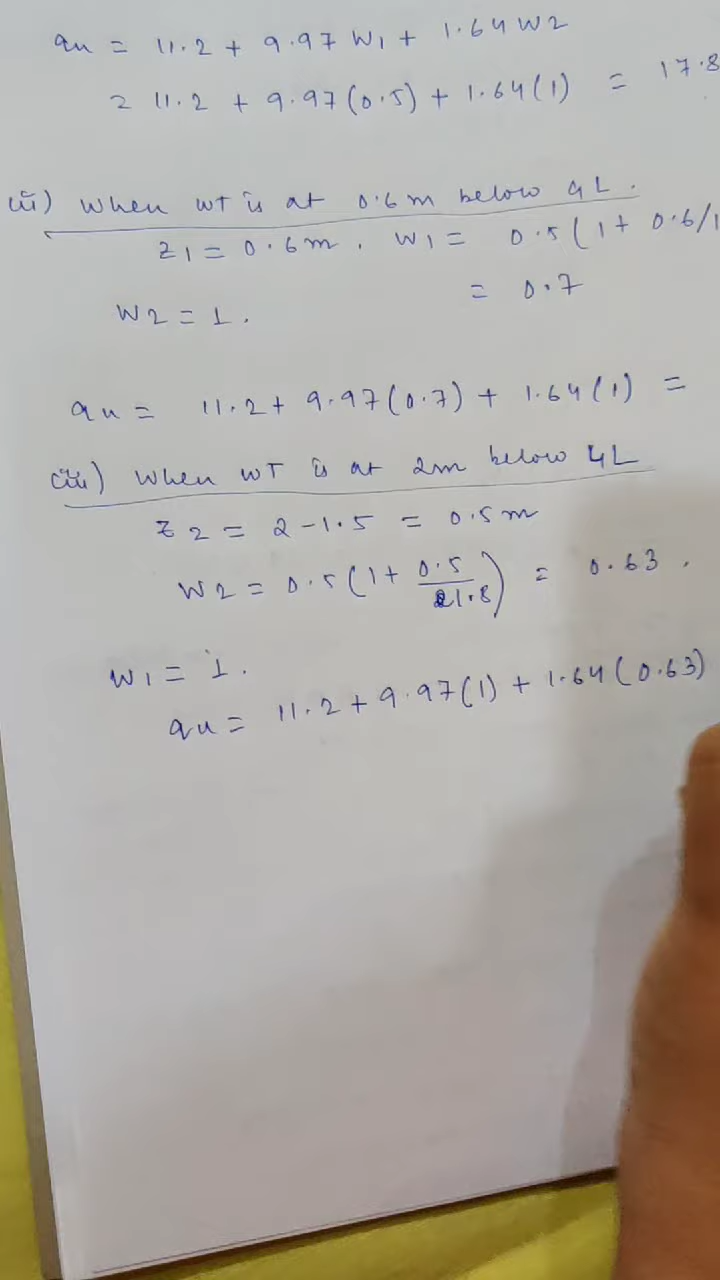 qu = 11.2 + 9.97 W1 + 1.64 W2
= 11.2 + 9.97(0.5) + 1.64(1) = 17.8
(ii) When WT is at 0.6m below GL.
Z1 = 0.6m. W1 = 0.5(1 + 0.6/1
= 0.7
W2 = 1.
qu = 11.2 + 9.97(0.7) + 1.64(1) =
(iii) When WT is at 2m below GL
Z2 = 2 - 1.5 = 0.5m
W2 = 0.5(1 + 0.5/1.8) = 0.63.
W1 = 1.
qu = 11.2 + 9.97(1) + 1.64(0.63)